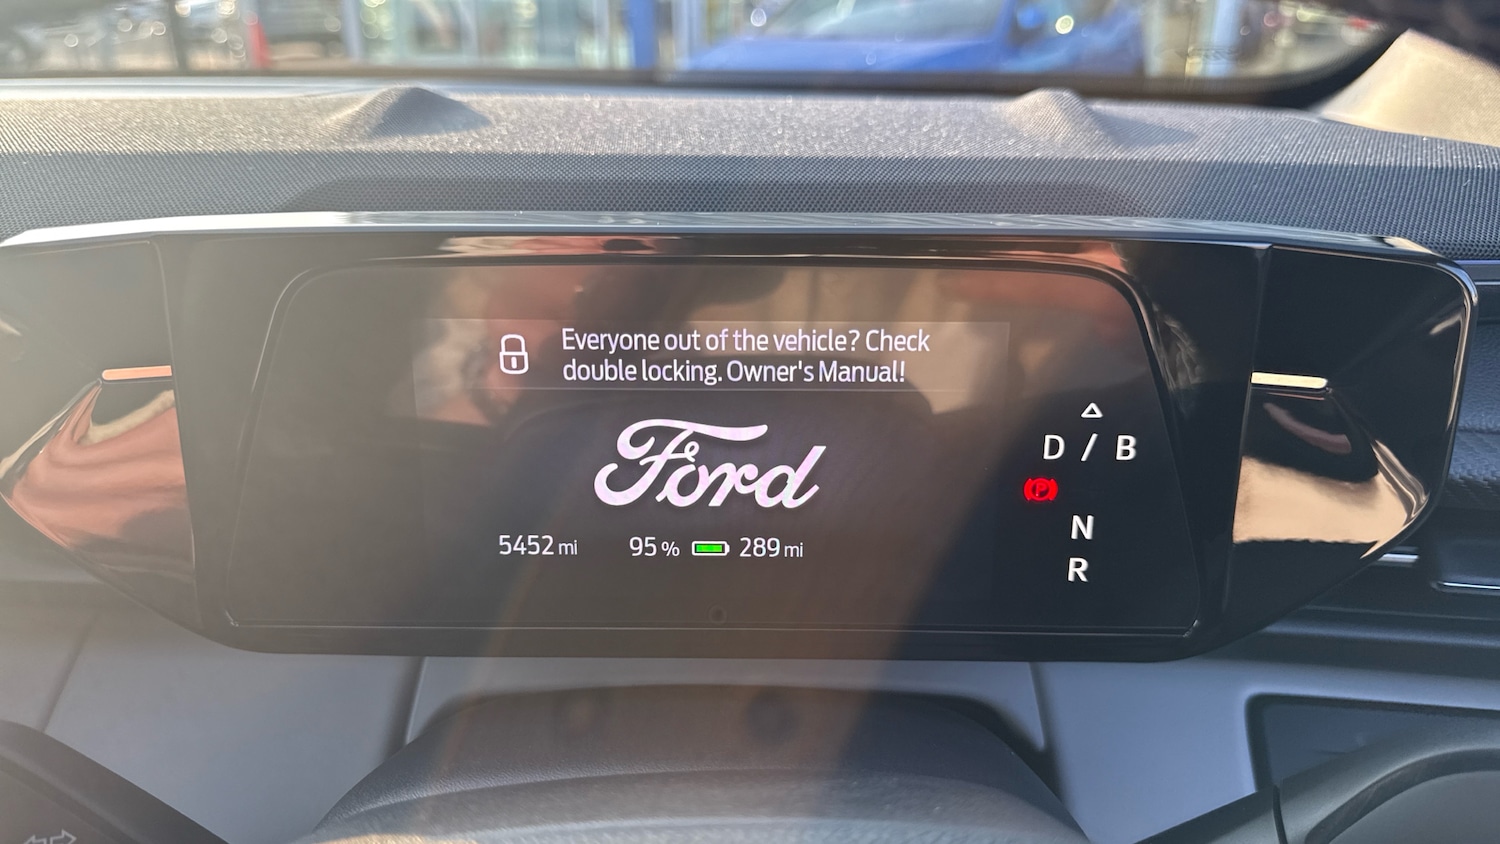 Everyone out of the vehicle? Check
double locking. Owner's Manual!
Ford
D / B
P
N
5452 mi 95 % 289 mi
R